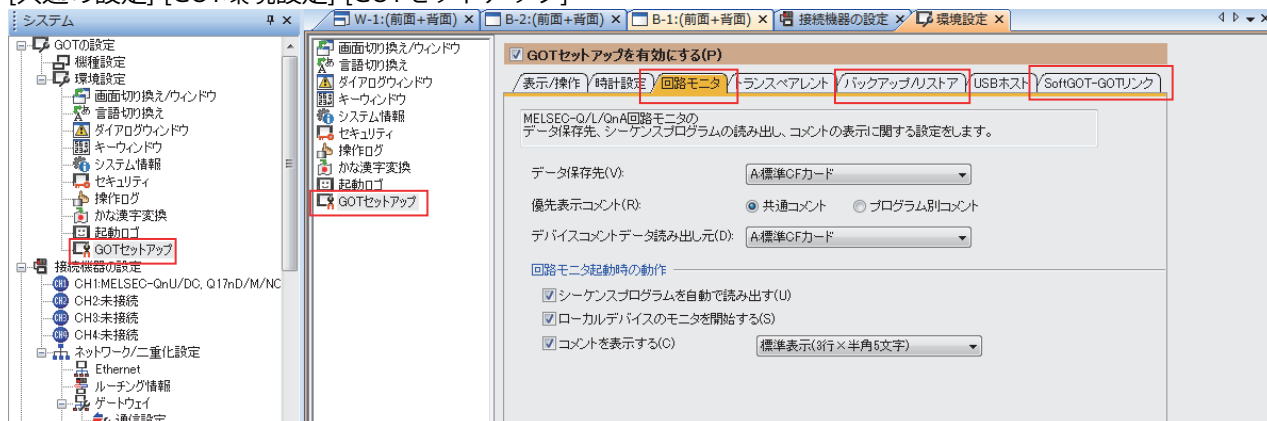 [共通の設定] [GOT環境設定] [GOTセットアップ]
システム
W-1:(前面+背面)
B-2:(前面+背面)
B-1:(前面+背面)
接続機器の設定
環境設定
GOTの設定
機種設定
環境設定
画面切り換え/ウィンドウ
言語切り換え
ダイアログウィンドウ
キーウィンドウ
システム情報
セキュリティ
操作ログ
かな漢字変換
起動ロゴ
GOTセットアップ
接続機器の設定
CH1:MELSEC-QnU/DC, Q17nD/M/NC
CH2:未接続
CH3:未接続
CH4:未接続
ネットワーク/二重化設定
Ethernet
ルーチング情報
ゲートウェイ
通信設定
画面切り換え/ウィンドウ
言語切り換え
ダイアログウィンドウ
キーウィンドウ
システム情報
セキュリティ
操作ログ
かな漢字変換
起動ロゴ
GOTセットアップ
GOTセットアップを有効にする(P)
表示/操作
時計設定
回路モニタ
トランスペアレント
バックアップ/リストア
USBホスト
SoftGOT-GOTリンク
MELSEC-Q/L/QnA回路モニタの
データ保存先、シーケンスプログラムの読み出し、コメントの表示に関する設定をします。
データ保存先(V):
A:標準CFカード
優先表示コメント(R):
共通コメント
プログラム別コメント
デバイスコメントデータ読み出し元(D):
A:標準CFカード
回路モニタ起動時の動作
シーケンスプログラムを自動で読み出す(U)
ローカルデバイスのモニタを開始する(S)
コメントを表示する(C)
標準表示(3行×半角5文字)